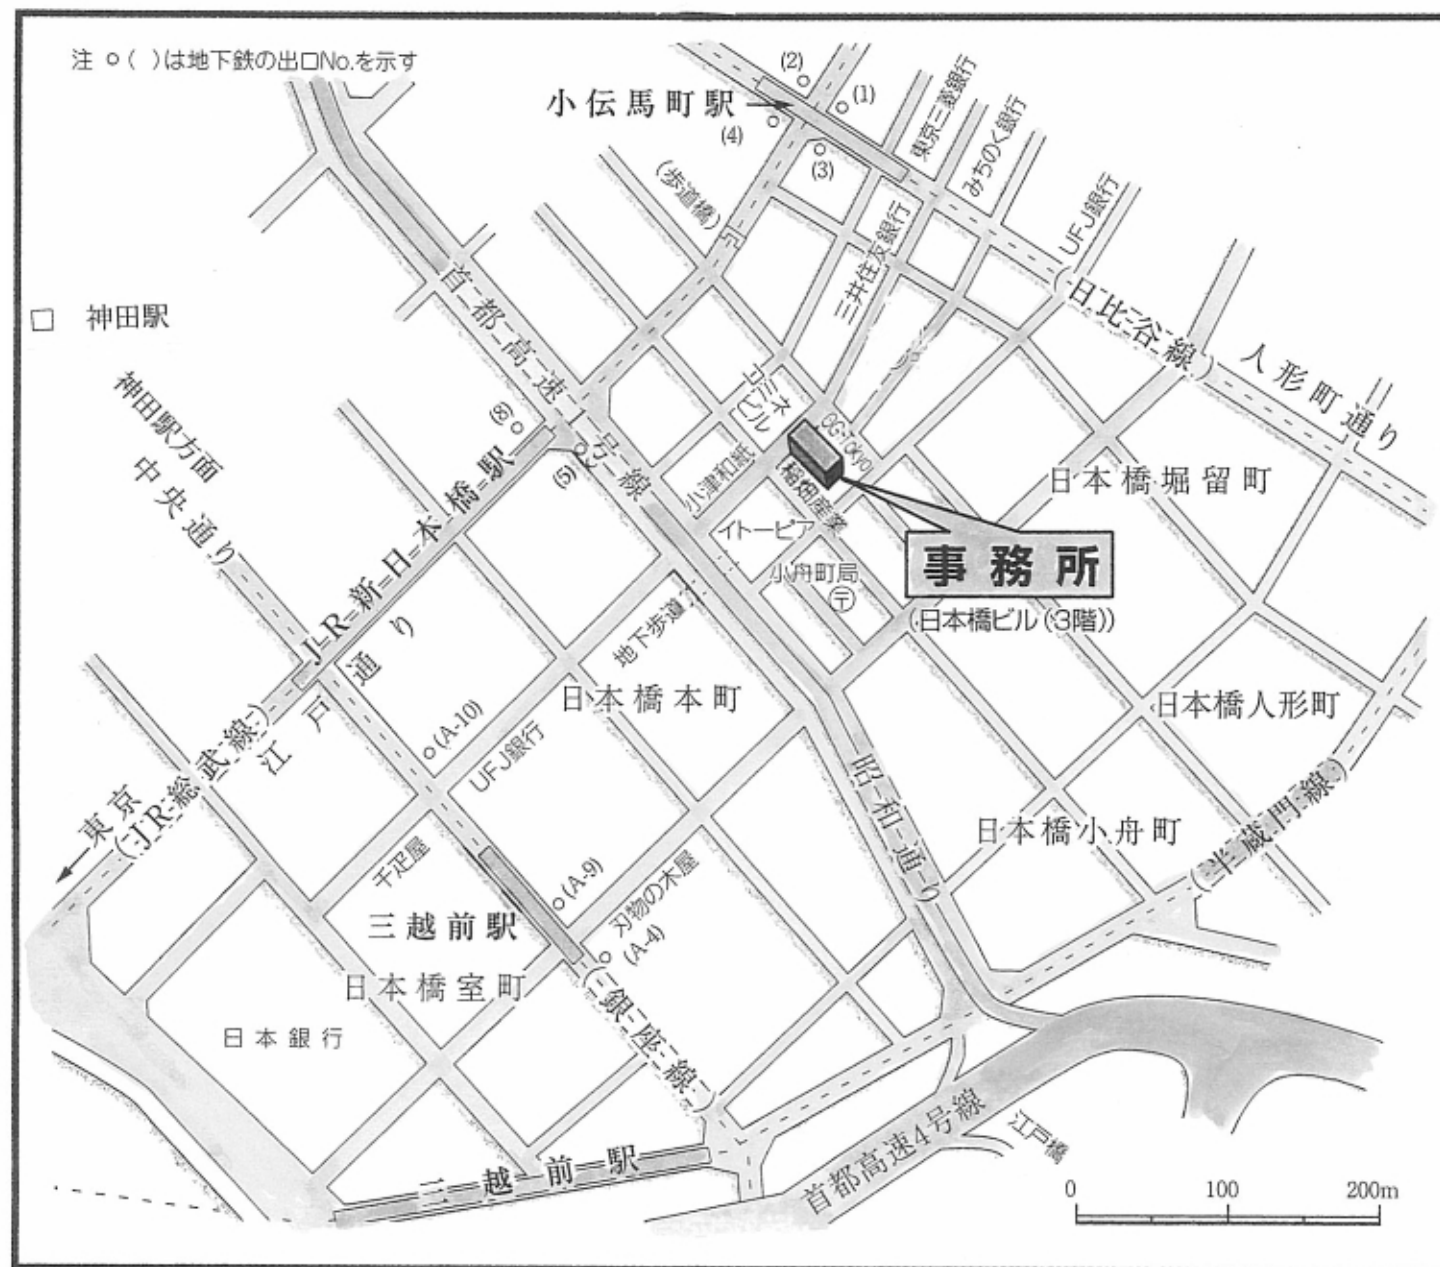 注 ○( )は地下鉄の出口No.を示す
小伝馬町駅
(2)
(1)
(4)
(3)
東京三菱銀行
みちのく銀行
UFJ銀行
三井住友銀行
(歩道橋)
(日比谷線)
人形町通り
神田駅
神田駅方面
中央通り
首都高速1号線
(8)
(5)
JR新日本橋駅
コミネビル
小津和紙
OG-Tokyo
稲畑産業
イトーピア
小舟町局
〒
事務所
(日本橋ビル(3階))
日本橋堀留町
地下歩道
日本橋本町
江戸通り
(JR総武線)
東京
(A-10)
UFJ銀行
千疋屋
(A-9)
刃物の木屋
(A-4)
三越前駅
日本橋室町
日本銀行
(銀座線)
昭和通り
日本橋人形町
日本橋小舟町
(半蔵門線)
三越前駅
首都高速4号線
江戸橋
0 100 200m